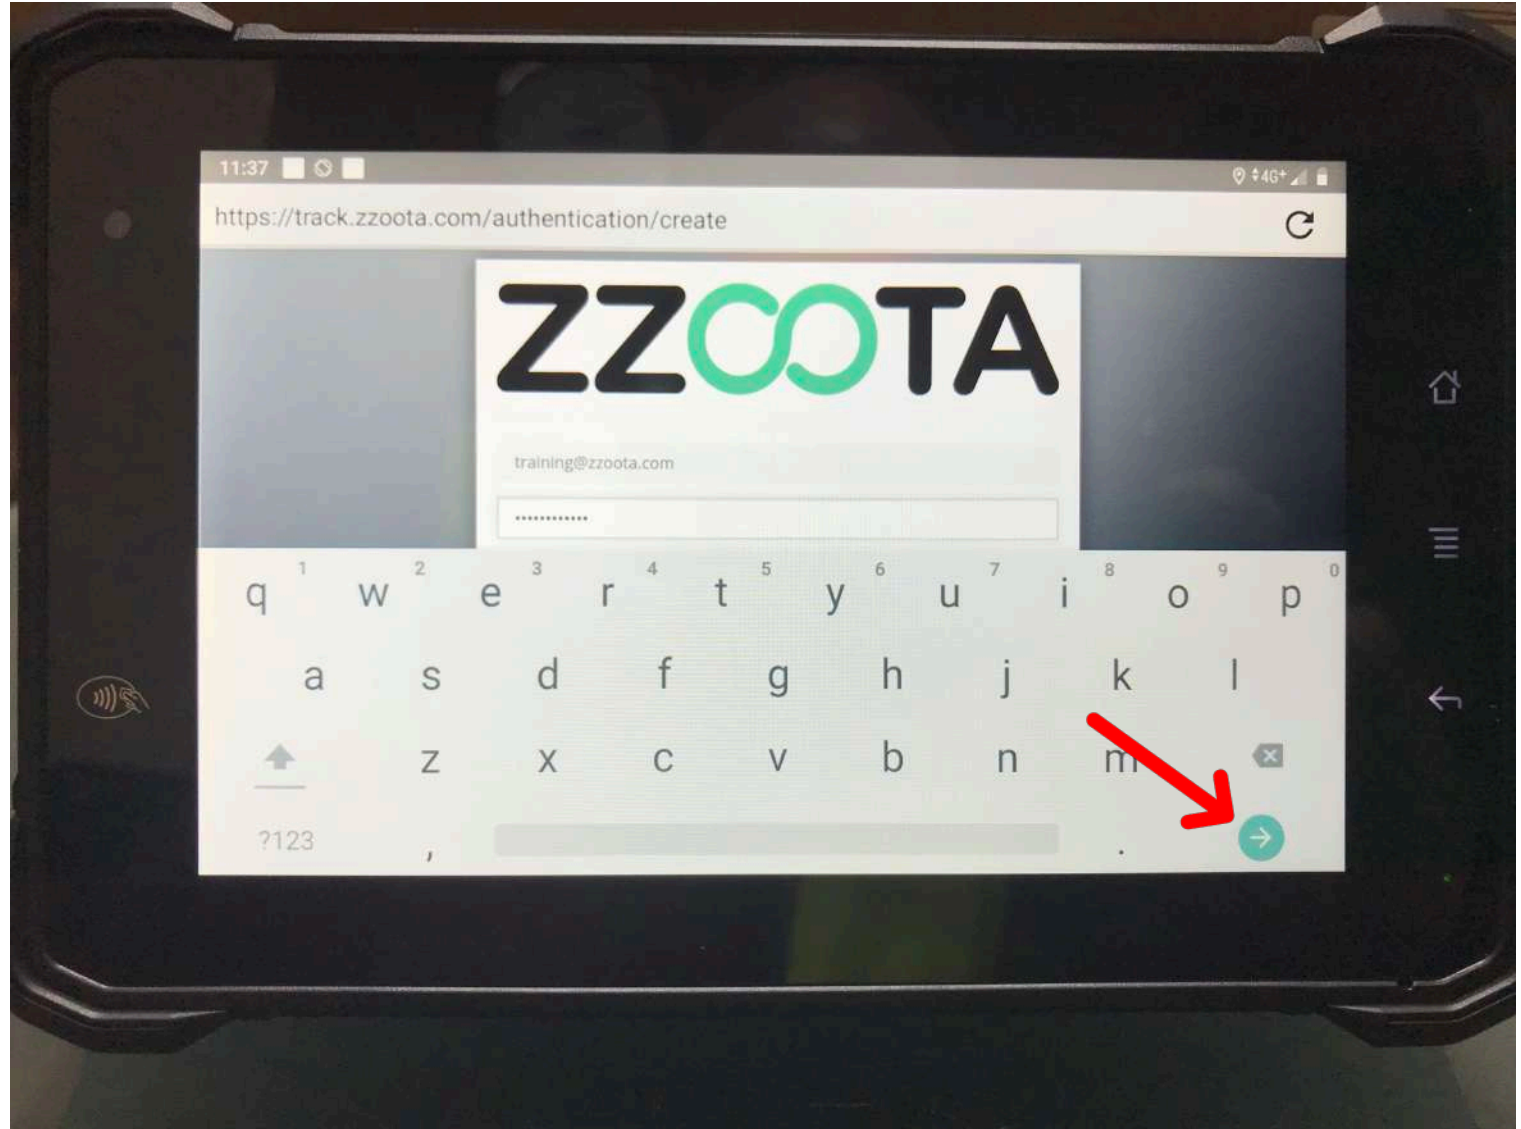 11:37 4G+
https://track.zzoota.com/authentication/create
ZZOOTA
training@zzoota.com
••••••••••••
q 1 w 2 e 3 r 4 t 5 y 6 u 7 i 8 o 9 p 0
a s d f g h j k l
z x c v b n m
?123 , .